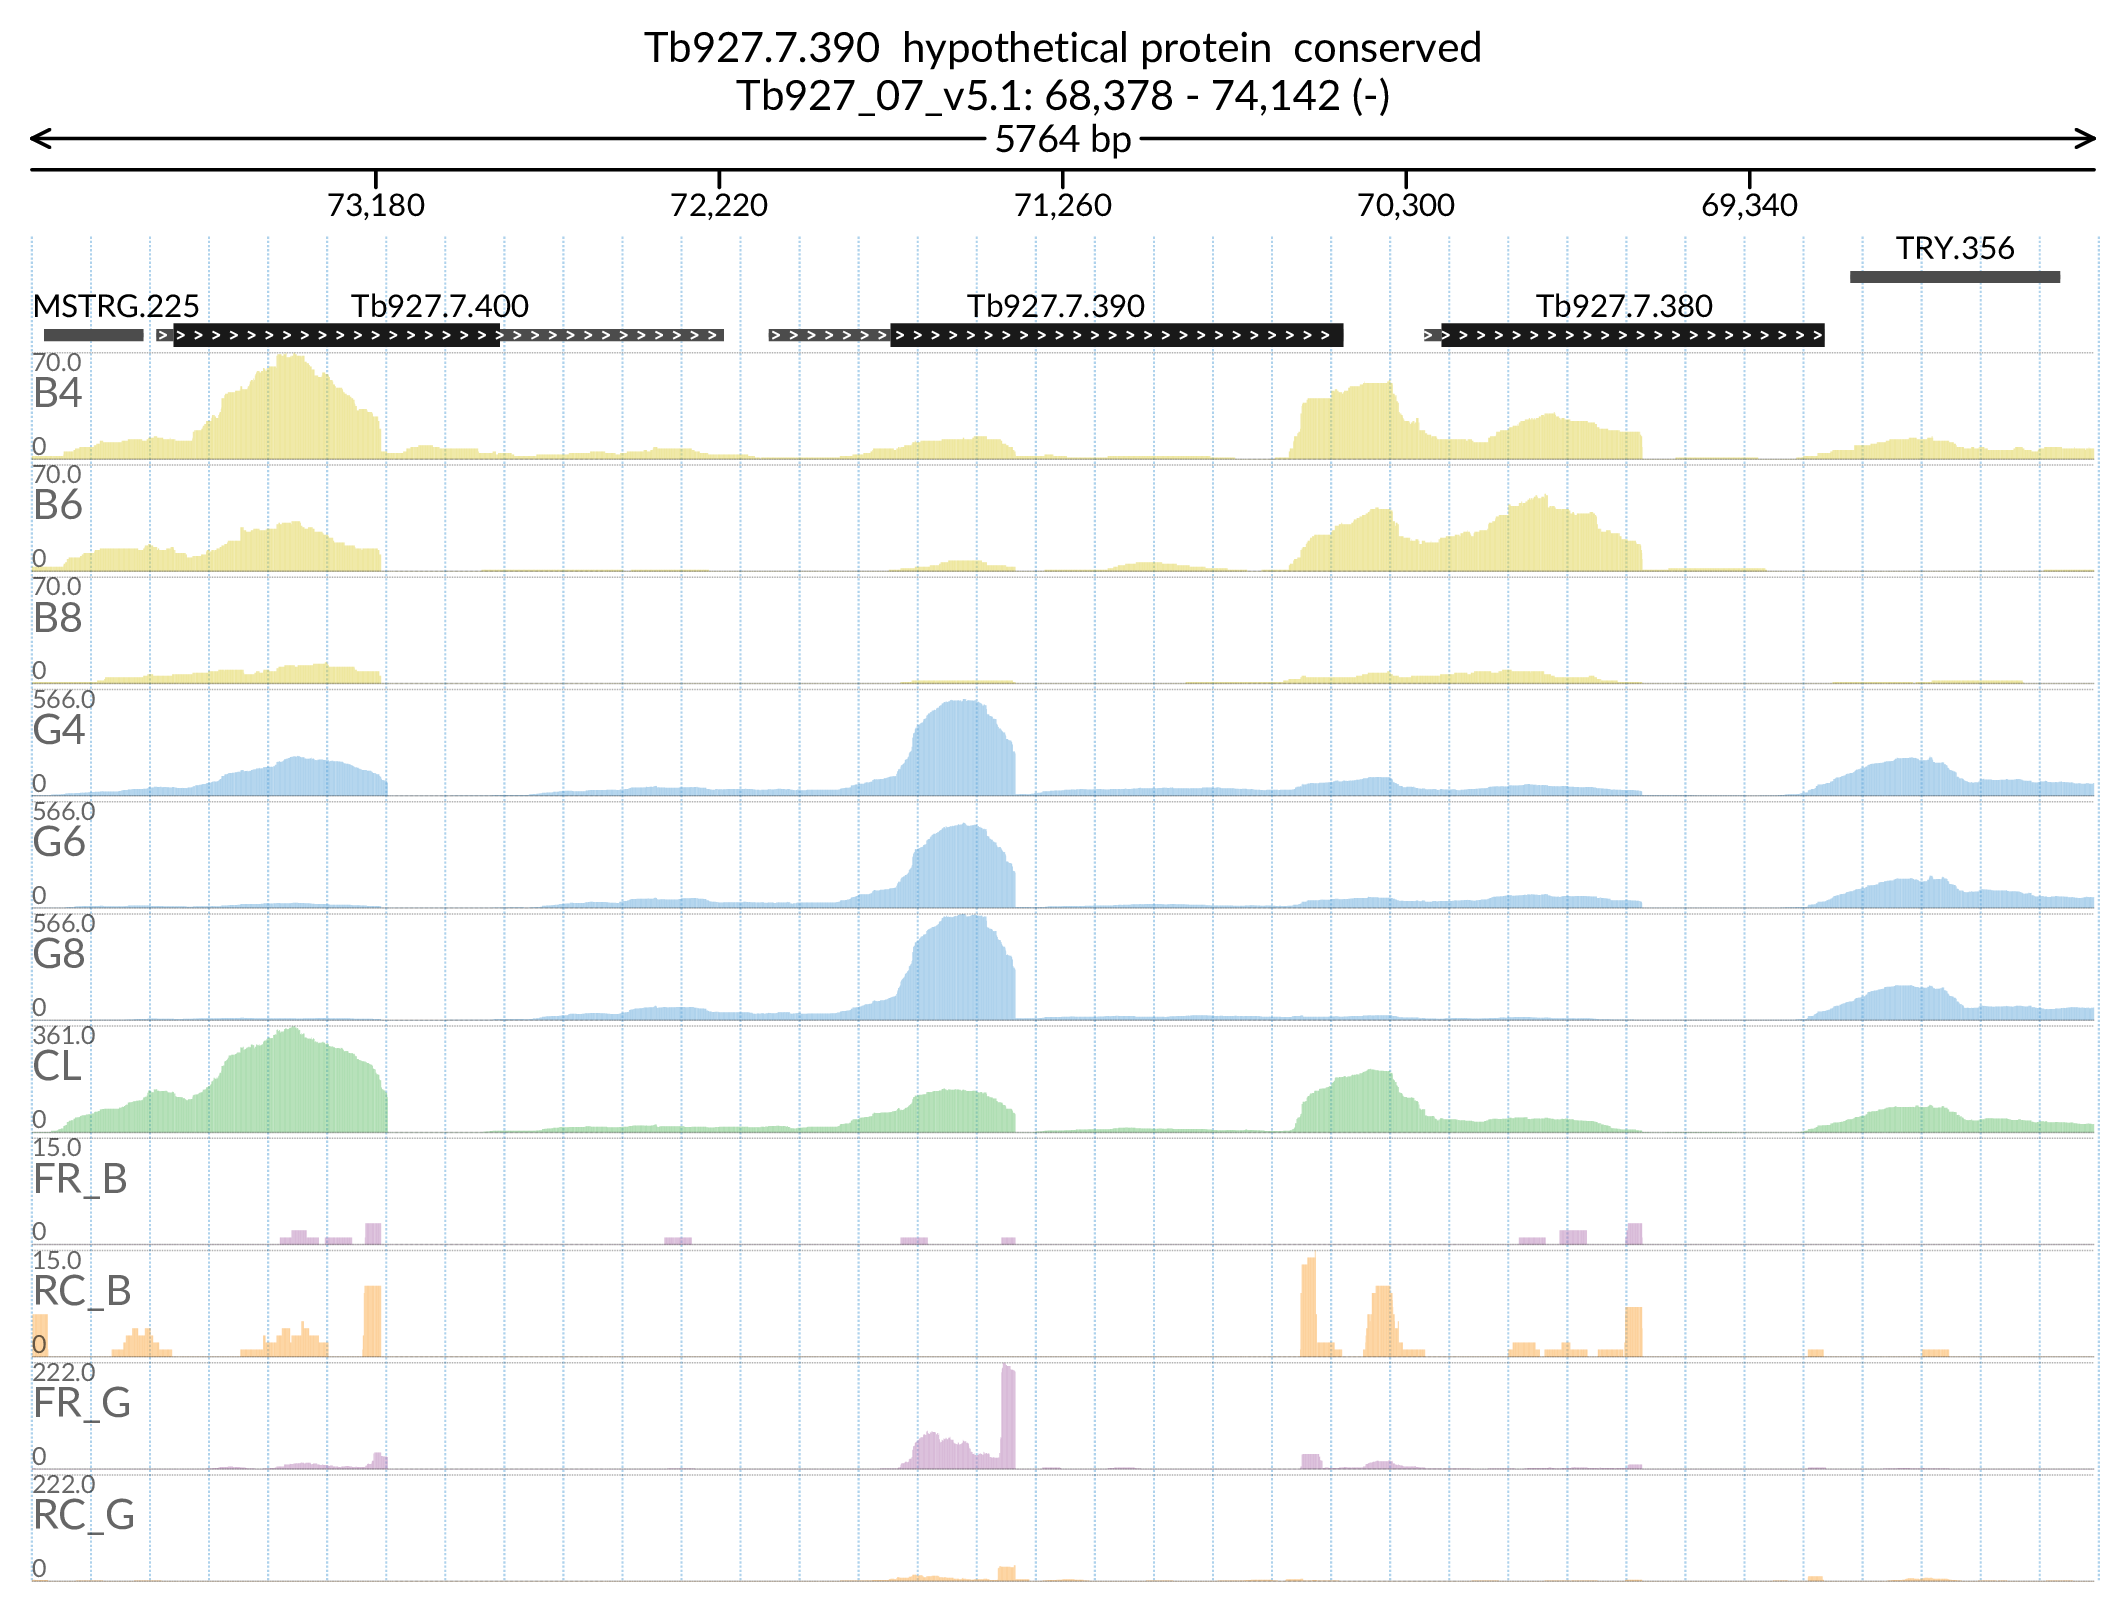 Tb927.7.390 hypothetical protein conserved
Tb927_07_v5.1: 68,378 - 74,142 (-)
5764 bp
73,180 72,220 71,260 70,300 69,340
TRY.356
MSTRG.225 Tb927.7.400 Tb927.7.390 Tb927.7.380
70.0
B4
0
70.0
B6
0
70.0
B8
0
566.0
G4
0
566.0
G6
0
566.0
G8
0
361.0
CL
0
15.0
FR_B
0
15.0
RC_B
0
222.0
FR_G
0
222.0
RC_G
0